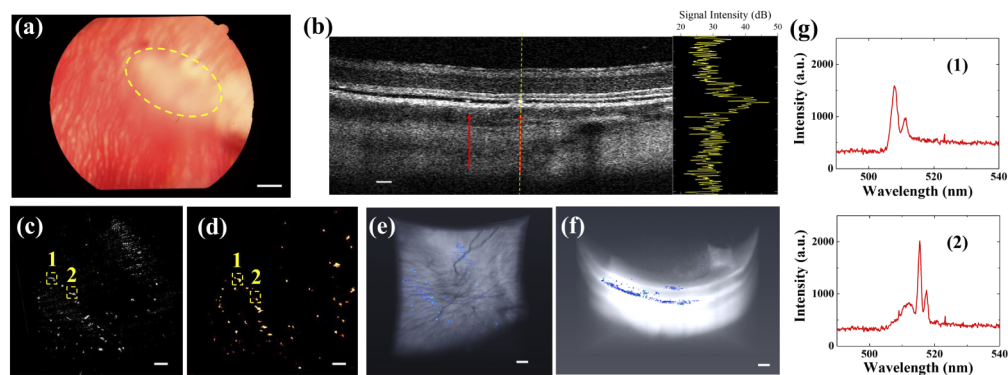 (a)
(b)
Signal Intensity (dB)
20 30 40 50
(g)
(1)
Intensity (a.u.)
2000
1000
0
500 520 540
Wavelength (nm)
(c)
1
2
(d)
1
2
(e)
(f)
(2)
Intensity (a.u.)
2000
1000
0
500 520 540
Wavelength (nm)